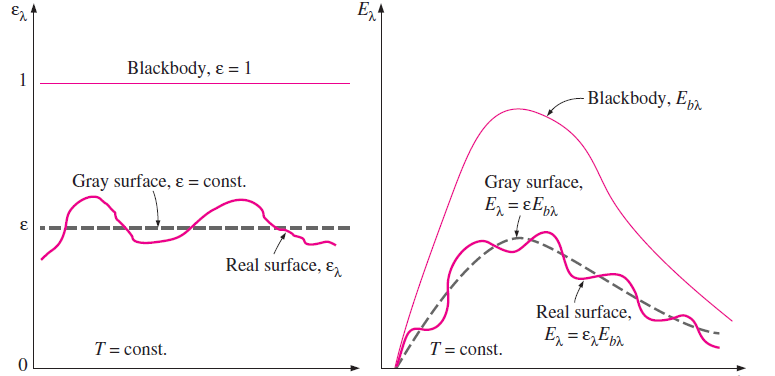 ελ
1
Blackbody, ε = 1
Gray surface, ε = const.
ε
Real surface, ελ
T = const.
0
Eλ
Blackbody, Ebλ
Gray surface,
Eλ = εEbλ
Real surface,
Eλ = ελEbλ
T = const.